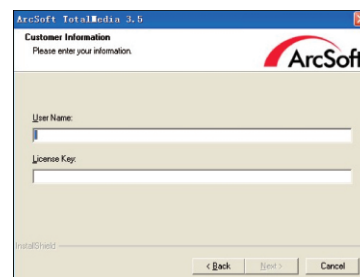 ArcSoft TotalMedia 3.5
Customer Information
Please enter your information.
ArcSoft
User Name:
License Key:
InstallShield
< Back
Next >
Cancel